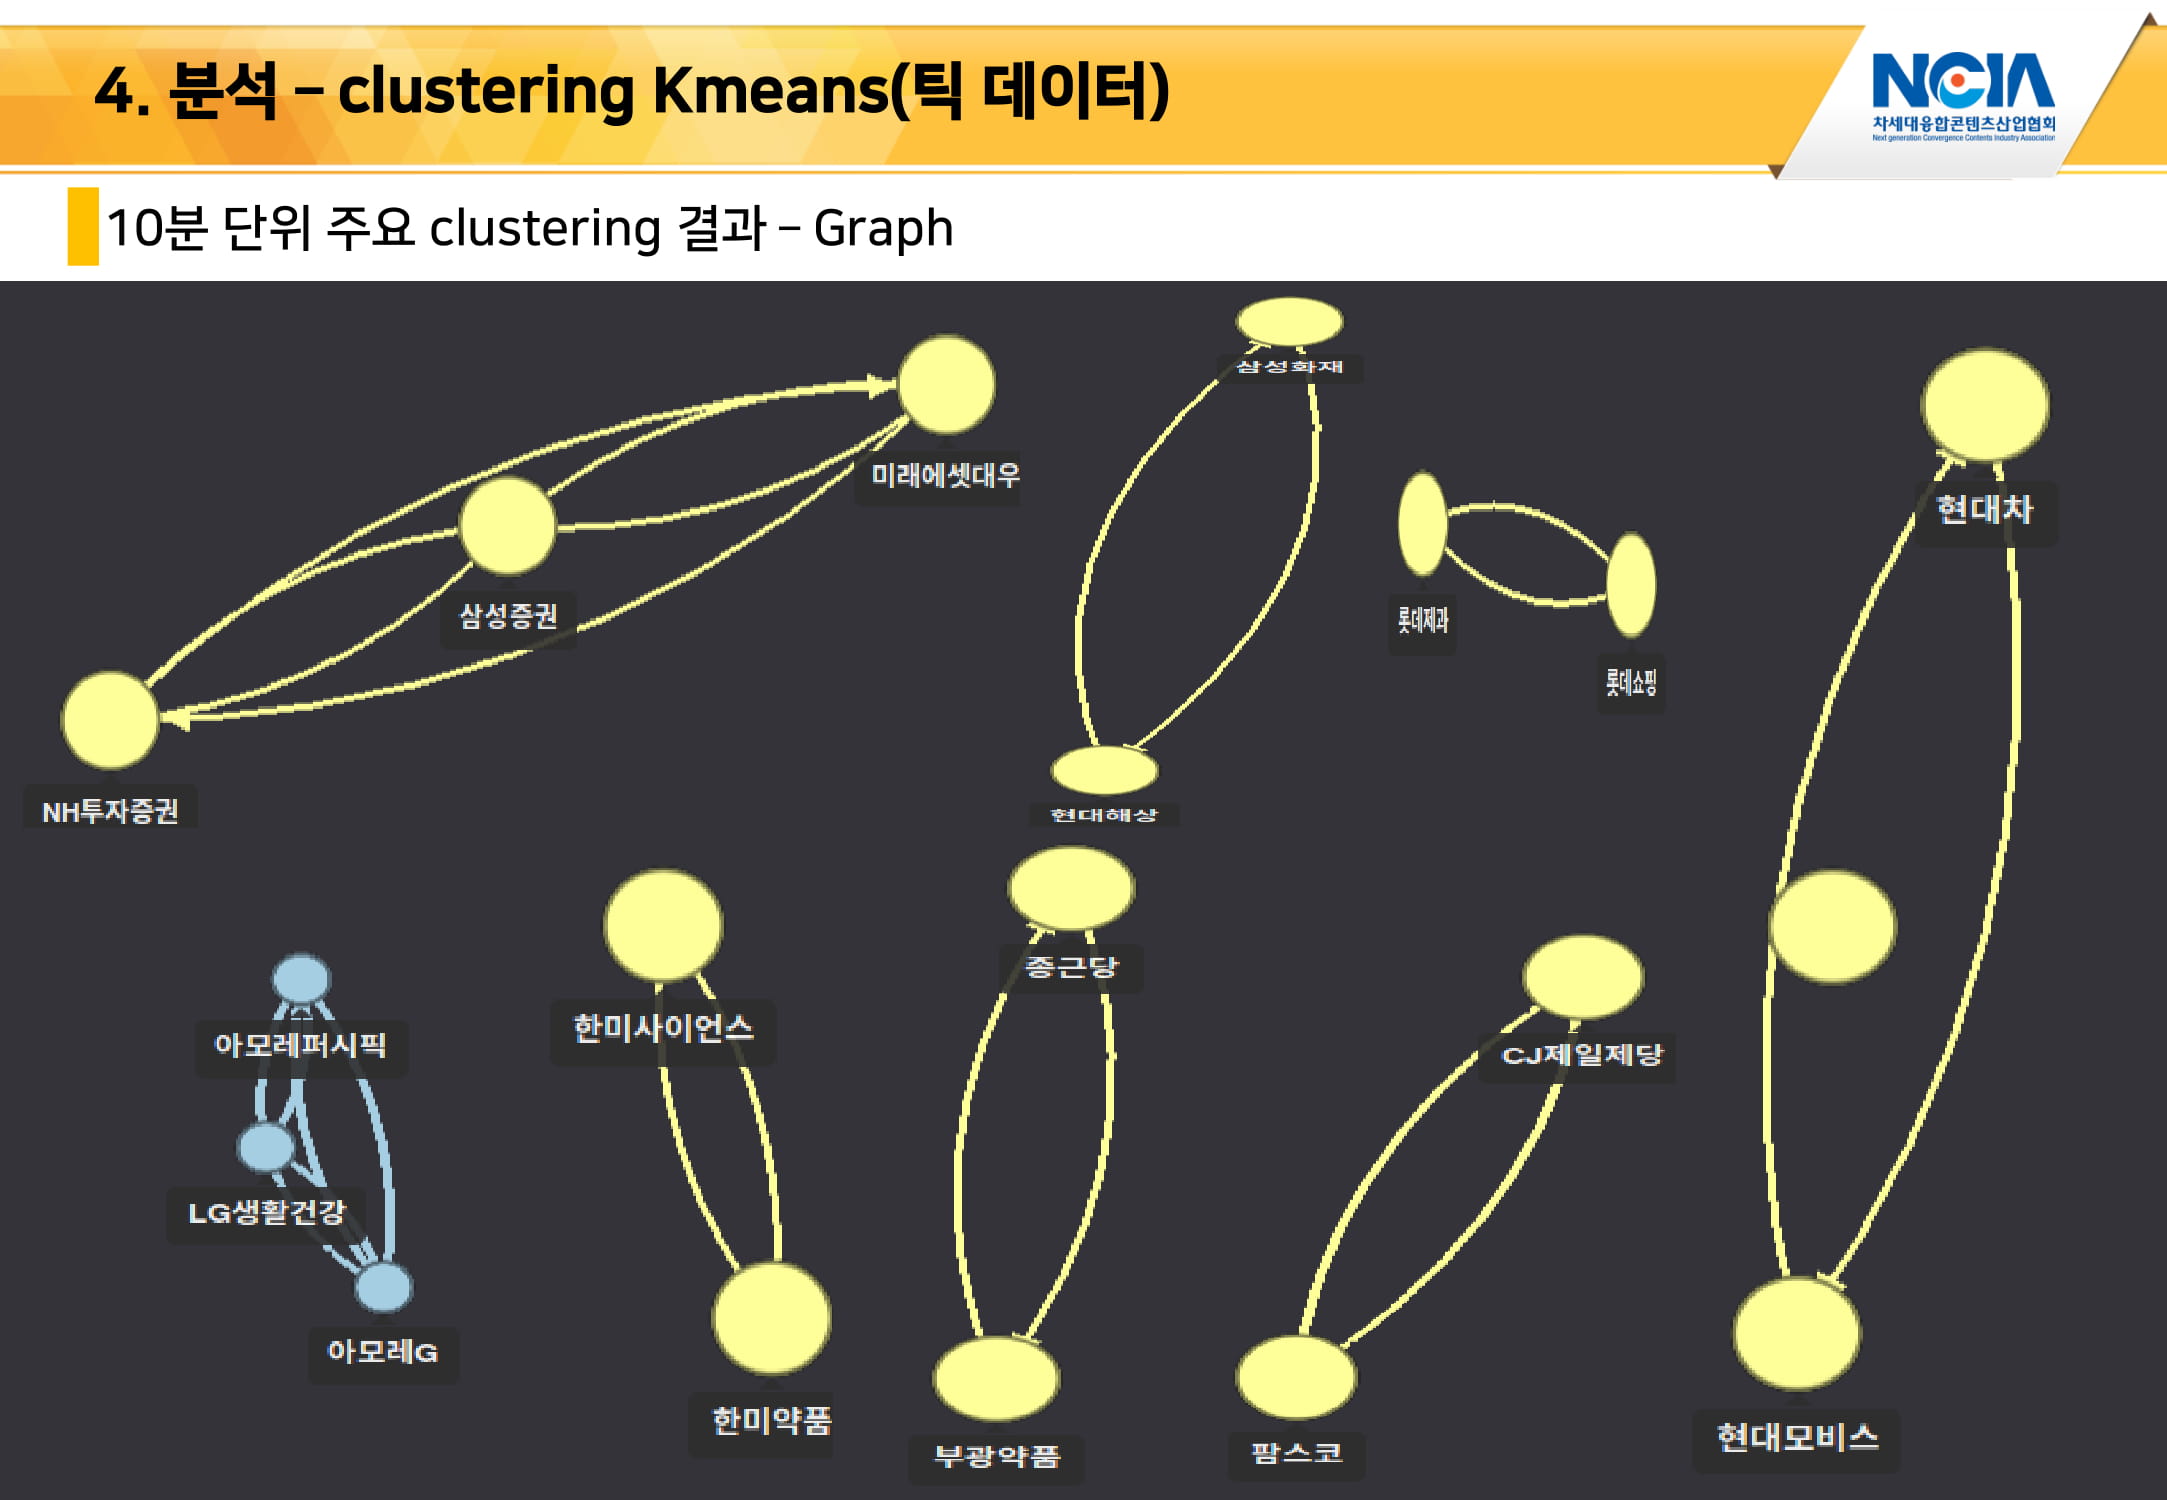 4. 분석 – clustering Kmeans(틱 데이터)
NCIA
차세대융합콘텐츠산업협회
Next generation Convergence Contents Industry Association
10분 단위 주요 clustering 결과 – Graph
삼성화재
미래에셋대우
현대차
삼성증권
롯데제과
롯데쇼핑
NH투자증권
현대해상
종근당
아모레퍼시픽
한미사이언스
CJ제일제당
LG생활건강
아모레G
한미약품
부광약품
팜스코
현대모비스